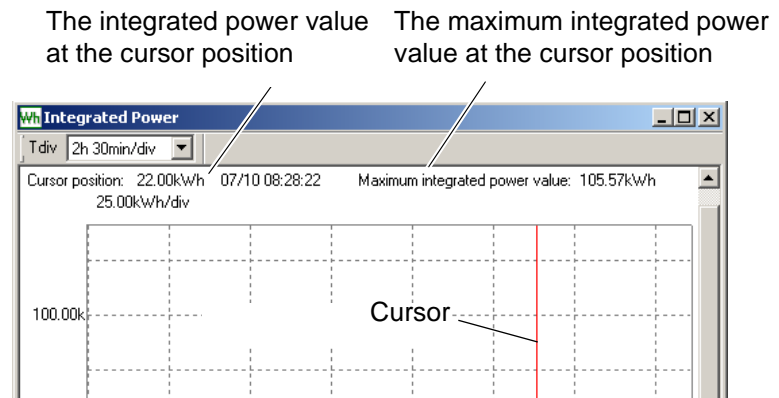 The integrated power value
at the cursor position
The maximum integrated power
value at the cursor position
Wh Integrated Power
Tdiv 2h 30min/div
Cursor position: 22.00kWh 07/10 08:28:22 Maximum integrated power value: 105.57kWh
25.00kWh/div
100.00k
Cursor